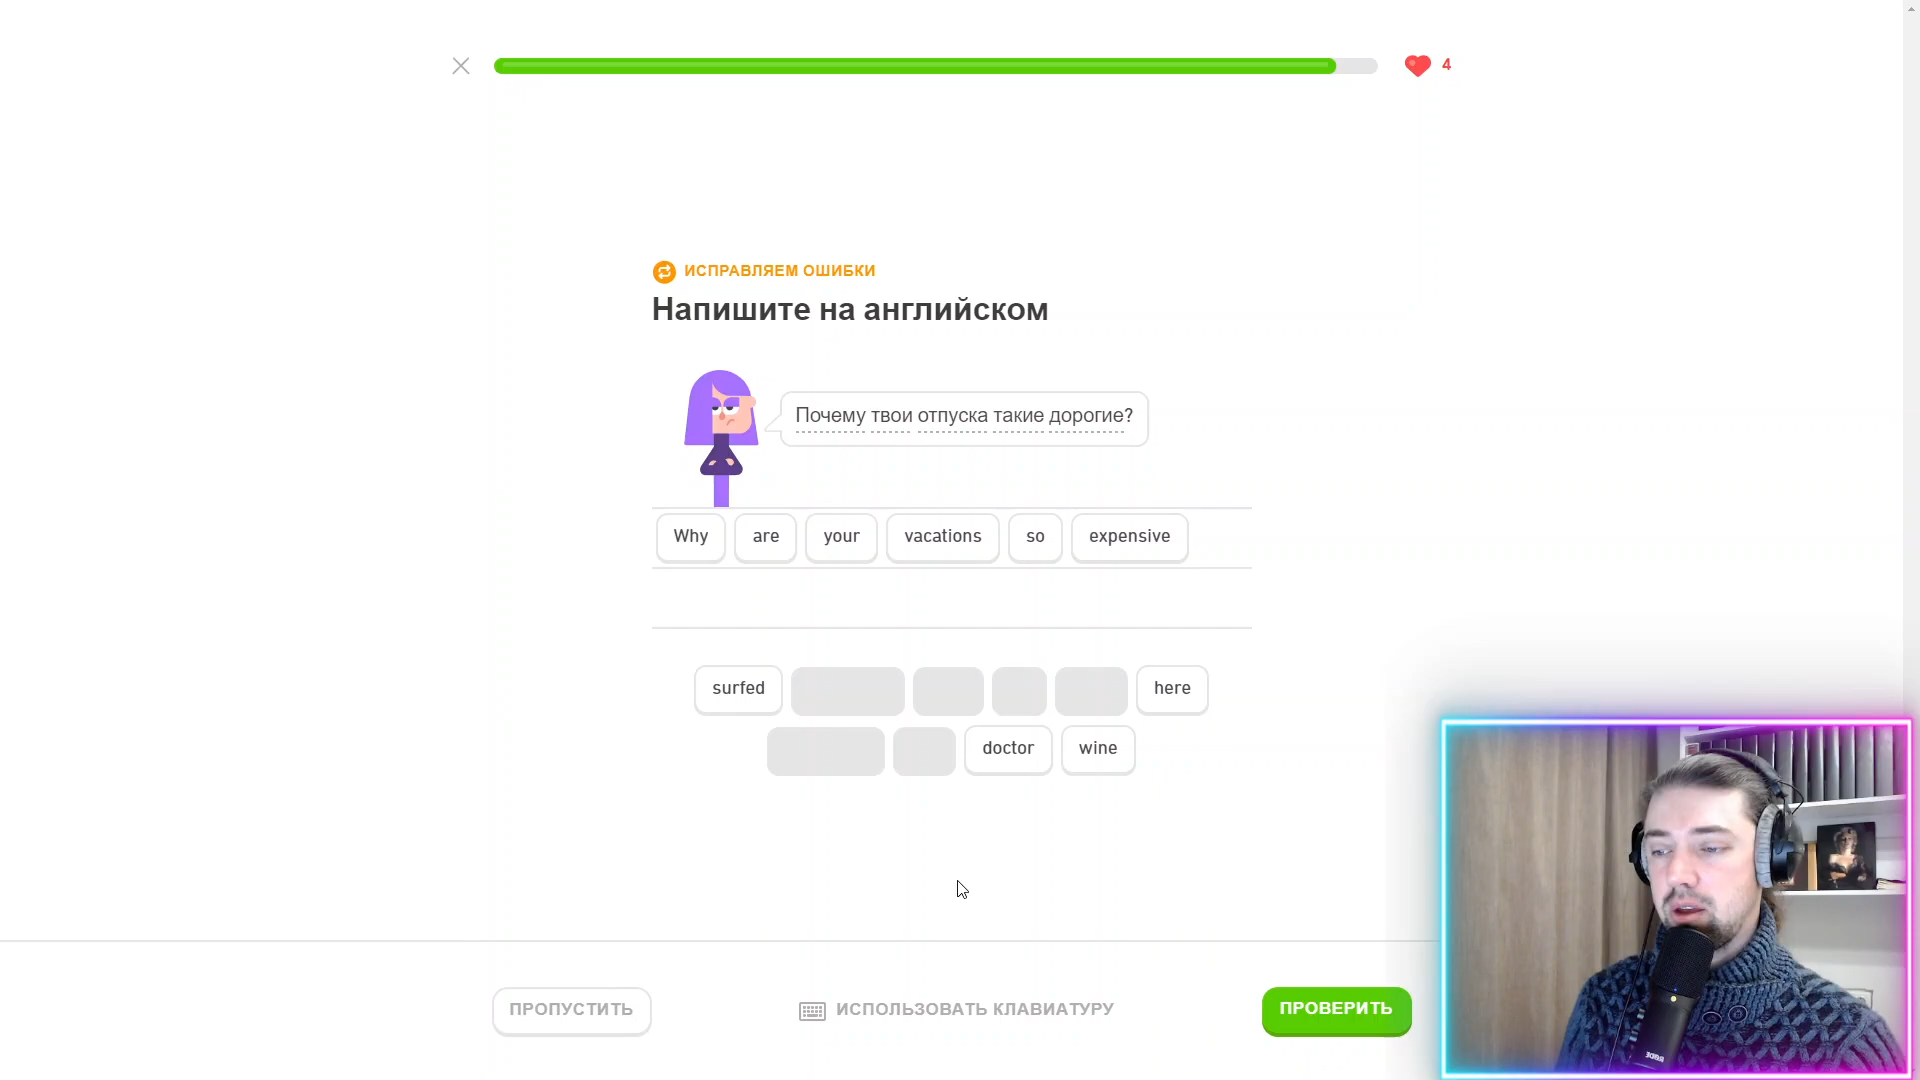 4
ИСПРАВЛЯЕМ ОШИБКИ
Напишите на английском
Почему твои отпуска такие дорогие?
Why are your vacations so expensive
surfed here
doctor wine
ПРОПУСТИТЬ ИСПОЛЬЗОВАТЬ КЛАВИАТУРУ ПРОВЕРИТЬ
RODE